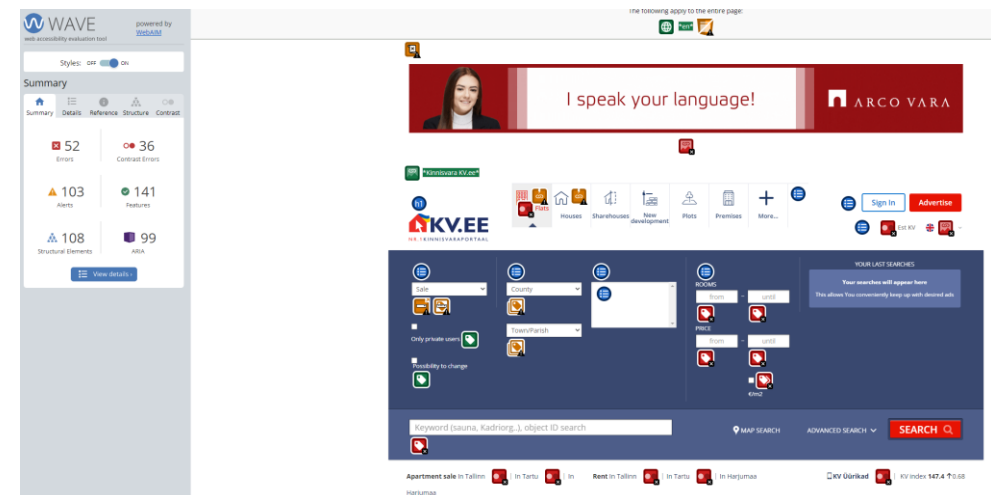 WAVE
web accessibility evaluation tool
powered by
WebAIM
Styles: OFF ON
Summary
Summary Details Reference Structure Contrast
52
Errors
36
Contrast Errors
103
Alerts
141
Features
108
Structural Elements
99
ARIA
View details ›
The following apply to the entire page:
*en*
I speak your language!
ARCO VARA
*Kinnisvara KV.ee*
h1
KV.EE
NR.1 KINNISVARAPORTAAL
Flats
Houses
Sharehouses
New development
Plots
Premises
More...
Sign In
Advertise
Est KV
Sale
Only private users
Possibility to change
County
Town/Parish
ROOMS
from - until
PRICE
from - until
€/m2
YOUR LAST SEARCHES
Your searches will appear here
This allows You conveniently keep up with desired ads
Keyword (sauna, Kadriorg..), object ID search
MAP SEARCH
ADVANCED SEARCH
SEARCH
Apartment sale In Tallinn | In Tartu | In Harjumaa
Rent In Tallinn | In Tartu | In Harjumaa
KV Üürikad | KV index 147.4 ↑0.68